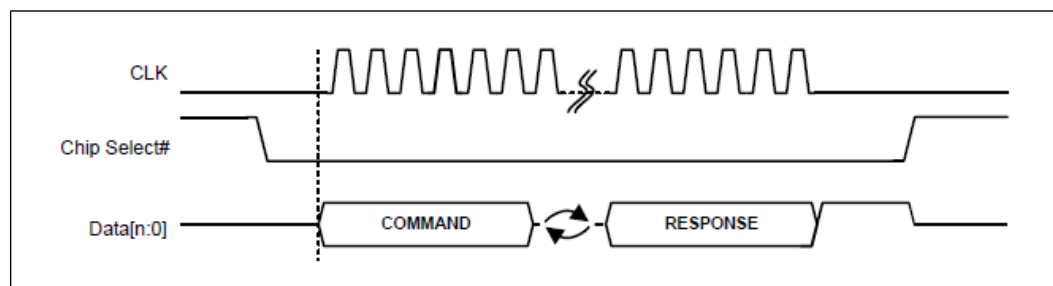 CLK
Chip Select#
Data[n:0]
COMMAND
RESPONSE